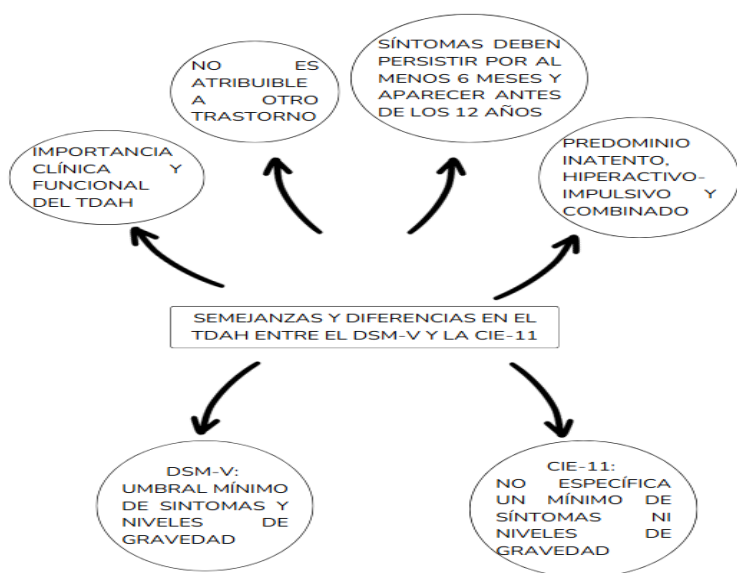 SÍNTOMAS DEBEN
PERSISTIR POR AL
MENOS 6 MESES Y
APARECER ANTES
DE LOS 12 AÑOS
NO ES
ATRIBUIBLE
A OTRO
TRASTORNO
IMPORTANCIA
CLÍNICA Y
FUNCIONAL
DEL TDAH
PREDOMINIO
INATENTO,
HIPERACTIVO-
IMPULSIVO Y
COMBINADO
SEMEJANZAS Y DIFERENCIAS EN EL
TDAH ENTRE EL DSM-V Y LA CIE-11
DSM-V:
UMBRAL MÍNIMO
DE SINTOMAS Y
NIVELES DE
GRAVEDAD
CIE-11:
NO ESPECÍFICA
UN MÍNIMO DE
SÍNTOMAS NI
NIVELES DE
GRAVEDAD